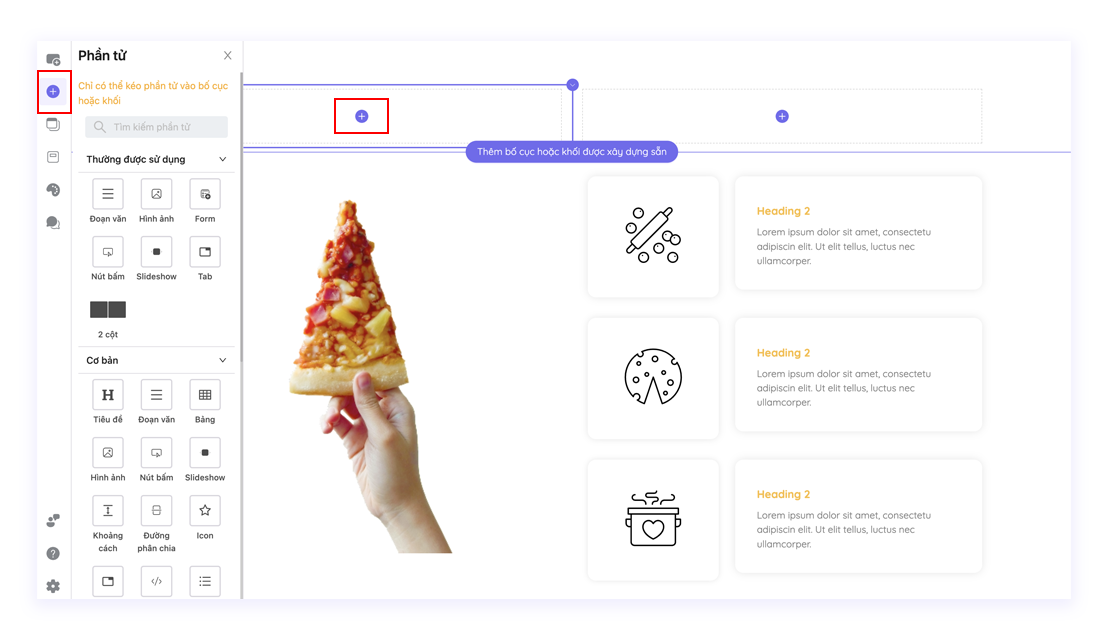 Phần tử
Chỉ có thể kéo phần tử vào bố cục
hoặc khối
Tìm kiếm phần tử
Thường được sử dụng
Đoạn văn
Hình ảnh
Form
Nút bấm
Slideshow
Tab
2 cột
Cơ bản
H
Tiêu đề
Đoạn văn
Bảng
Hình ảnh
Nút bấm
Slideshow
Khoảng
cách
Đường
phân chia
Icon
Thêm bố cục hoặc khối được xây dựng sẵn
Heading 2
Lorem ipsum dolor sit amet, consectetu
adipiscin elit. Ut elit tellus, luctus nec
ullamcorper.
Heading 2
Lorem ipsum dolor sit amet, consectetu
adipiscin elit. Ut elit tellus, luctus nec
ullamcorper.
Heading 2
Lorem ipsum dolor sit amet, consectetu
adipiscin elit. Ut elit tellus, luctus nec
ullamcorper.